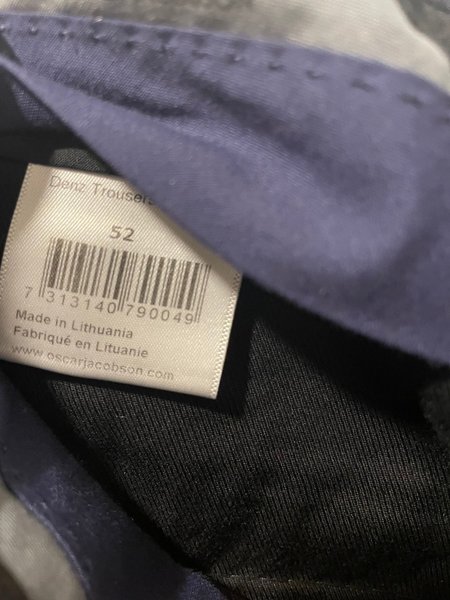 Denz Trousers
52
7 313140 790049
Made in Lithuania
Fabriqué en Lituanie
www.oscarjacobson.com